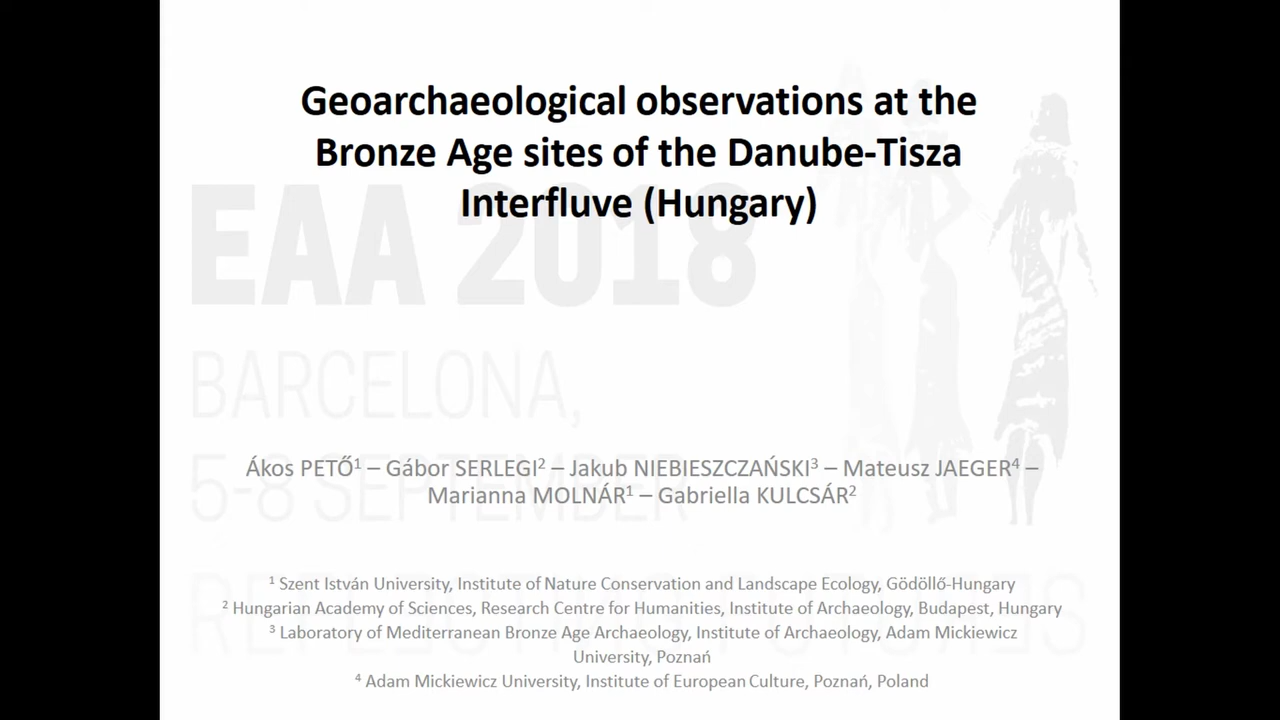 Geoarchaeological observations at the
Bronze Age sites of the Danube-Tisza
Interfluve (Hungary)
EAA 2018
BARCELONA,
5-8 SEPTEMBER
Ákos PETŐ¹ – Gábor SERLEGI² – Jakub NIEBIESZCZAŃSKI³ – Mateusz JAEGER⁴ –
Marianna MOLNÁR¹ – Gabriella KULCSÁR²
¹ Szent István University, Institute of Nature Conservation and Landscape Ecology, Gödöllő-Hungary
² Hungarian Academy of Sciences, Research Centre for Humanities, Institute of Archaeology, Budapest, Hungary
³ Laboratory of Mediterranean Bronze Age Archaeology, Institute of Archaeology, Adam Mickiewicz
University, Poznań
⁴ Adam Mickiewicz University, Institute of European Culture, Poznań, Poland